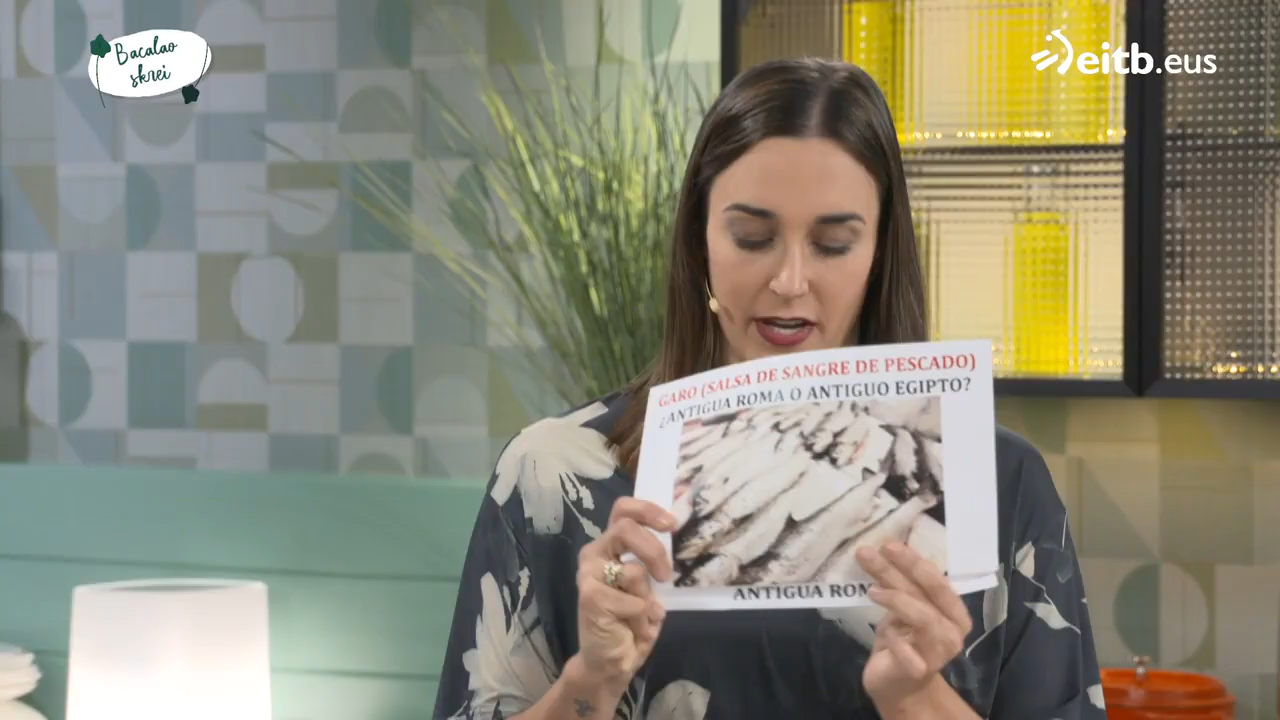 Bacalao
skrei
eitb.eus
GARO (SALSA DE SANGRE DE PESCADO)
¿ANTIGUA ROMA O ANTIGUO EGIPTO?
ANTIGUA ROM